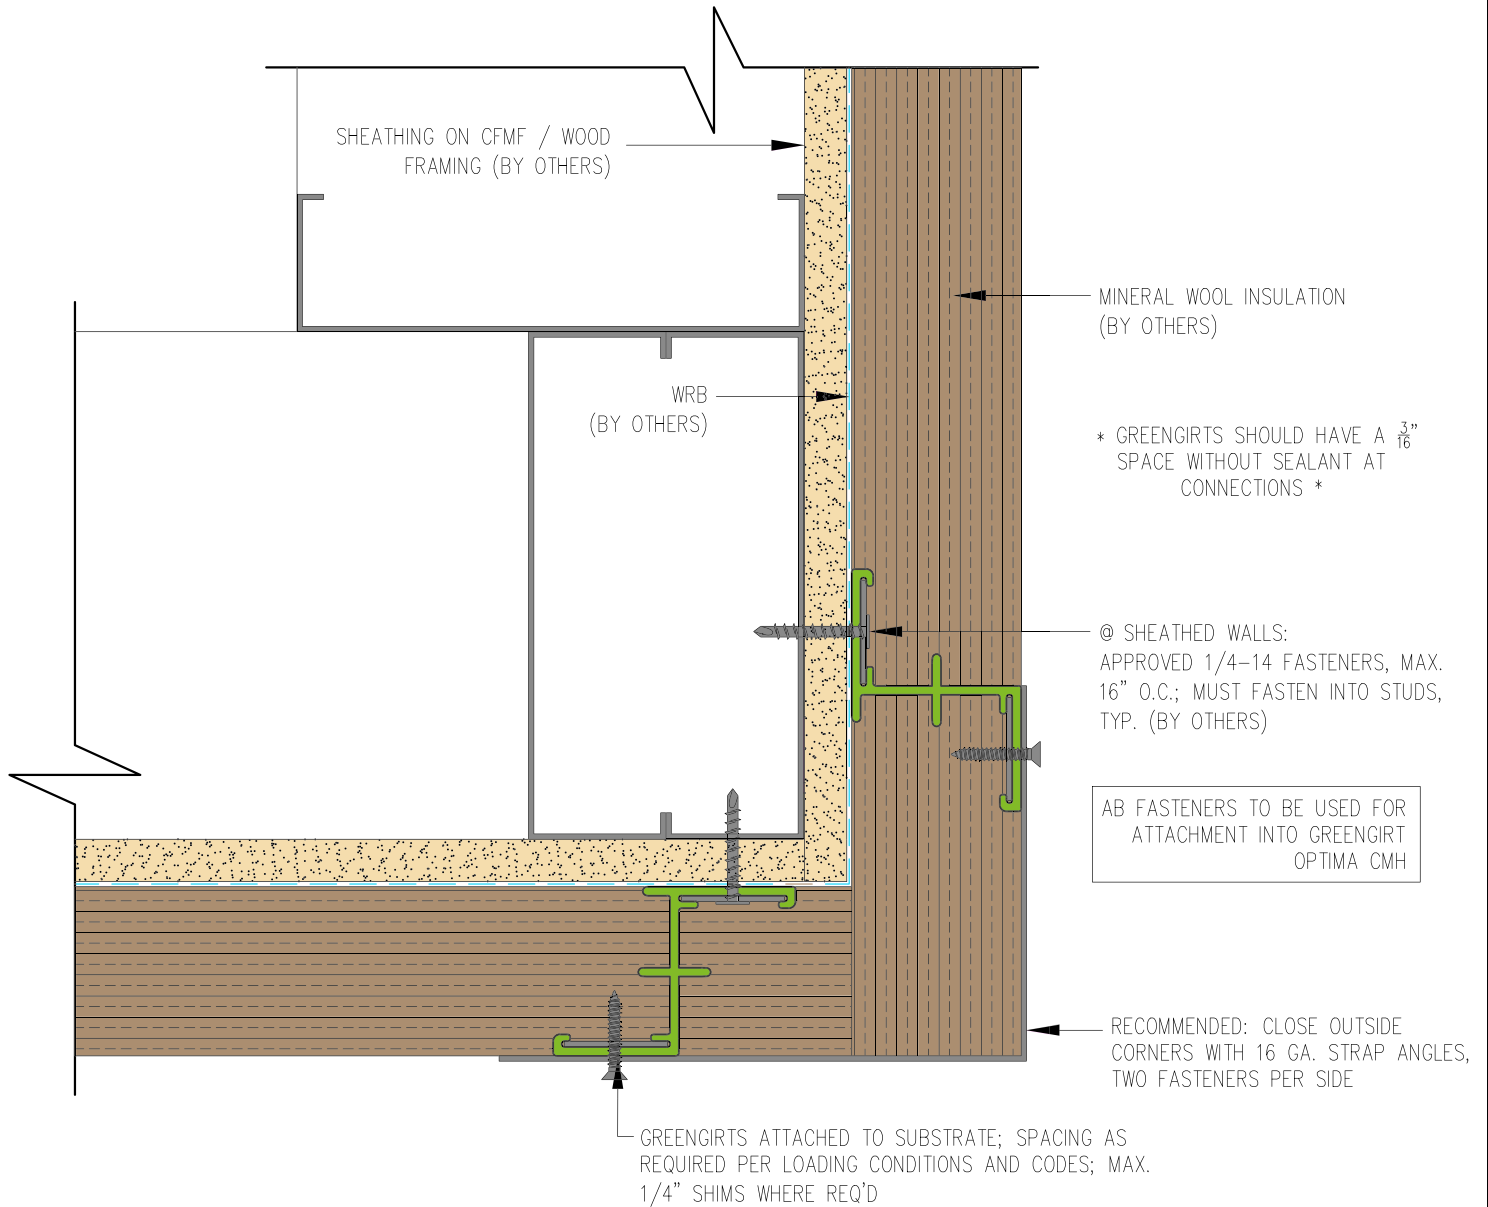 SHEATHING ON CFMF / WOOD
FRAMING (BY OTHERS)
MINERAL WOOL INSULATION
(BY OTHERS)
WRB
(BY OTHERS)
* GREENGIRTS SHOULD HAVE A 3/16"
SPACE WITHOUT SEALANT AT
CONNECTIONS *
@ SHEATHED WALLS:
APPROVED 1/4-14 FASTENERS, MAX.
16" O.C.; MUST FASTEN INTO STUDS,
TYP. (BY OTHERS)
AB FASTENERS TO BE USED FOR
ATTACHMENT INTO GREENGIRT
OPTIMA CMH
RECOMMENDED: CLOSE OUTSIDE
CORNERS WITH 16 GA. STRAP ANGLES,
TWO FASTENERS PER SIDE
GREENGIRTS ATTACHED TO SUBSTRATE; SPACING AS
REQUIRED PER LOADING CONDITIONS AND CODES; MAX.
1/4" SHIMS WHERE REQ'D